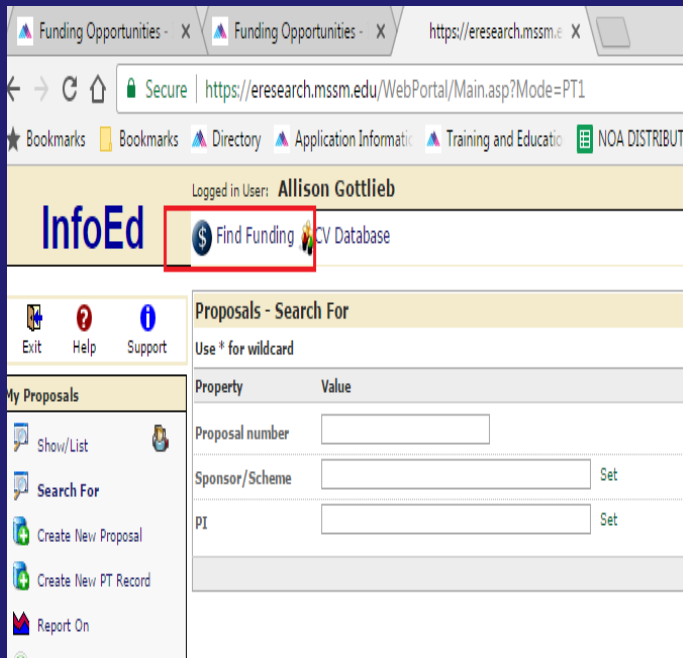 Funding Opportunities - X Funding Opportunities - X https://eresearch.mssm.e X
Secure | https://eresearch.mssm.edu/WebPortal/Main.asp?Mode=PT1
Bookmarks Bookmarks Directory Application Informatic Training and Educatio NOA DISTRIBUT
Logged in User: Allison Gottlieb
InfoEd
$ Find Funding CV Database
Exit Help Support
Proposals - Search For
Use * for wildcard
My Proposals
Property Value
Show/List
Proposal number
Search For
Sponsor/Scheme Set
Create New Proposal
PI Set
Create New PT Record
Report On